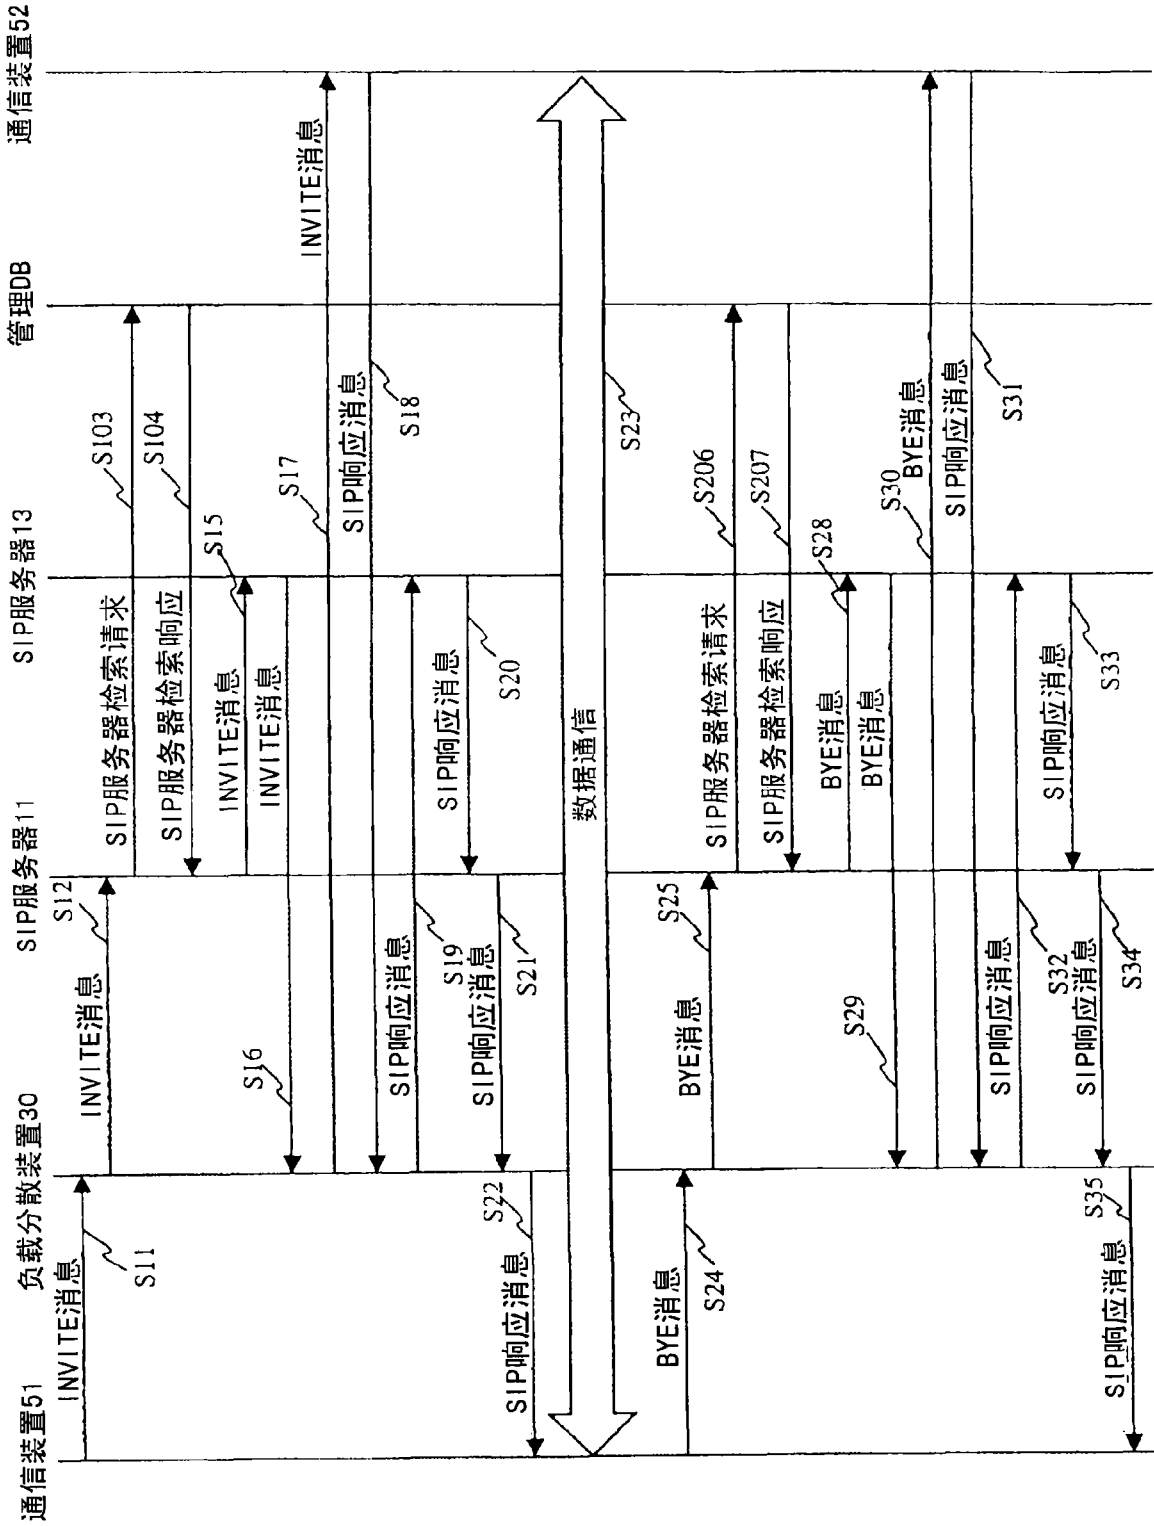 通信装置51
负载分散装置30
SIP服务器11
SIP服务器13
管理DB
通信装置52
INVITE消息
S11
INVITE消息
S12
SIP服务器检索请求
S103
SIP服务器检索响应
S104
INVITE消息
S15
INVITE消息
S16
INVITE消息
S17
SIP响应消息
S18
SIP响应消息
S19
SIP响应消息
S20
SIP响应消息
S21
SIP响应消息
S22
数据通信
S23
BYE消息
S24
BYE消息
S25
SIP服务器检索请求
S206
SIP服务器检索响应
S207
BYE消息
S28
BYE消息
S29
BYE消息
S30
SIP响应消息
S31
SIP响应消息
S32
SIP响应消息
S33
SIP响应消息
S34
SIP响应消息
S35